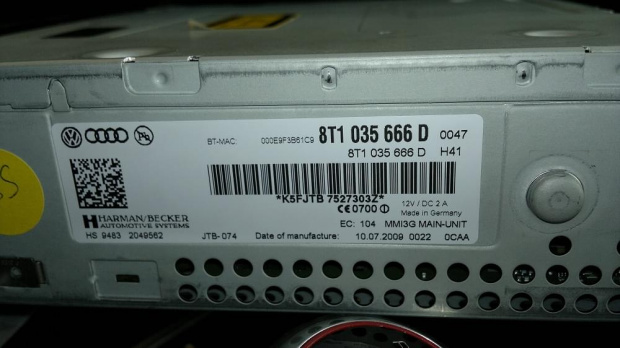 BT-MAC: 000E9F3B61C9 8T1 035 666 D 0047
8T1 035 666 D H41
*K5FJTB 7527303Z*
CE 0700 12V / DC 2 A
Made in Germany
HARMAN/BECKER
AUTOMOTIVE SYSTEMS
EC: 104 MMI3G MAIN-UNIT
HS 9483 2049562 JTB-074 Date of manufacture: 10.07.2009 0022 0CAA